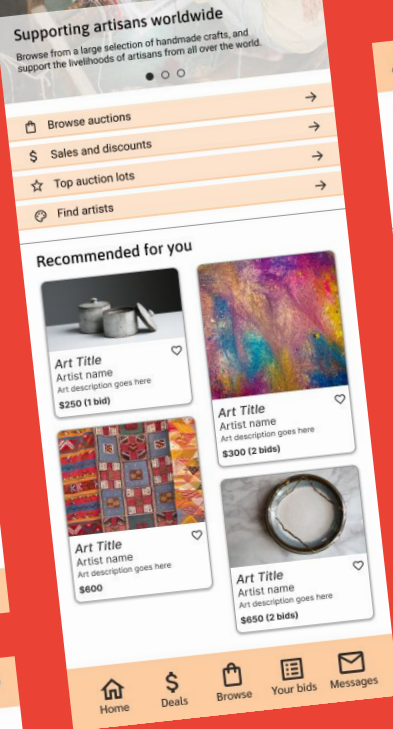 Supporting artisans worldwide
Browse from a large selection of handmade crafts, and
support the livelihoods of artisans from all over the world.
Browse auctions
Sales and discounts
Top auction lots
Find artists
Recommended for you
Art Title
Artist name
Art description goes here
$250 (1 bid)
Art Title
Artist name
Art description goes here
$300 (2 bids)
Art Title
Artist name
Art description goes here
$600
Art Title
Artist name
Art description goes here
$650 (2 bids)
Home
Deals
Browse
Your bids
Messages